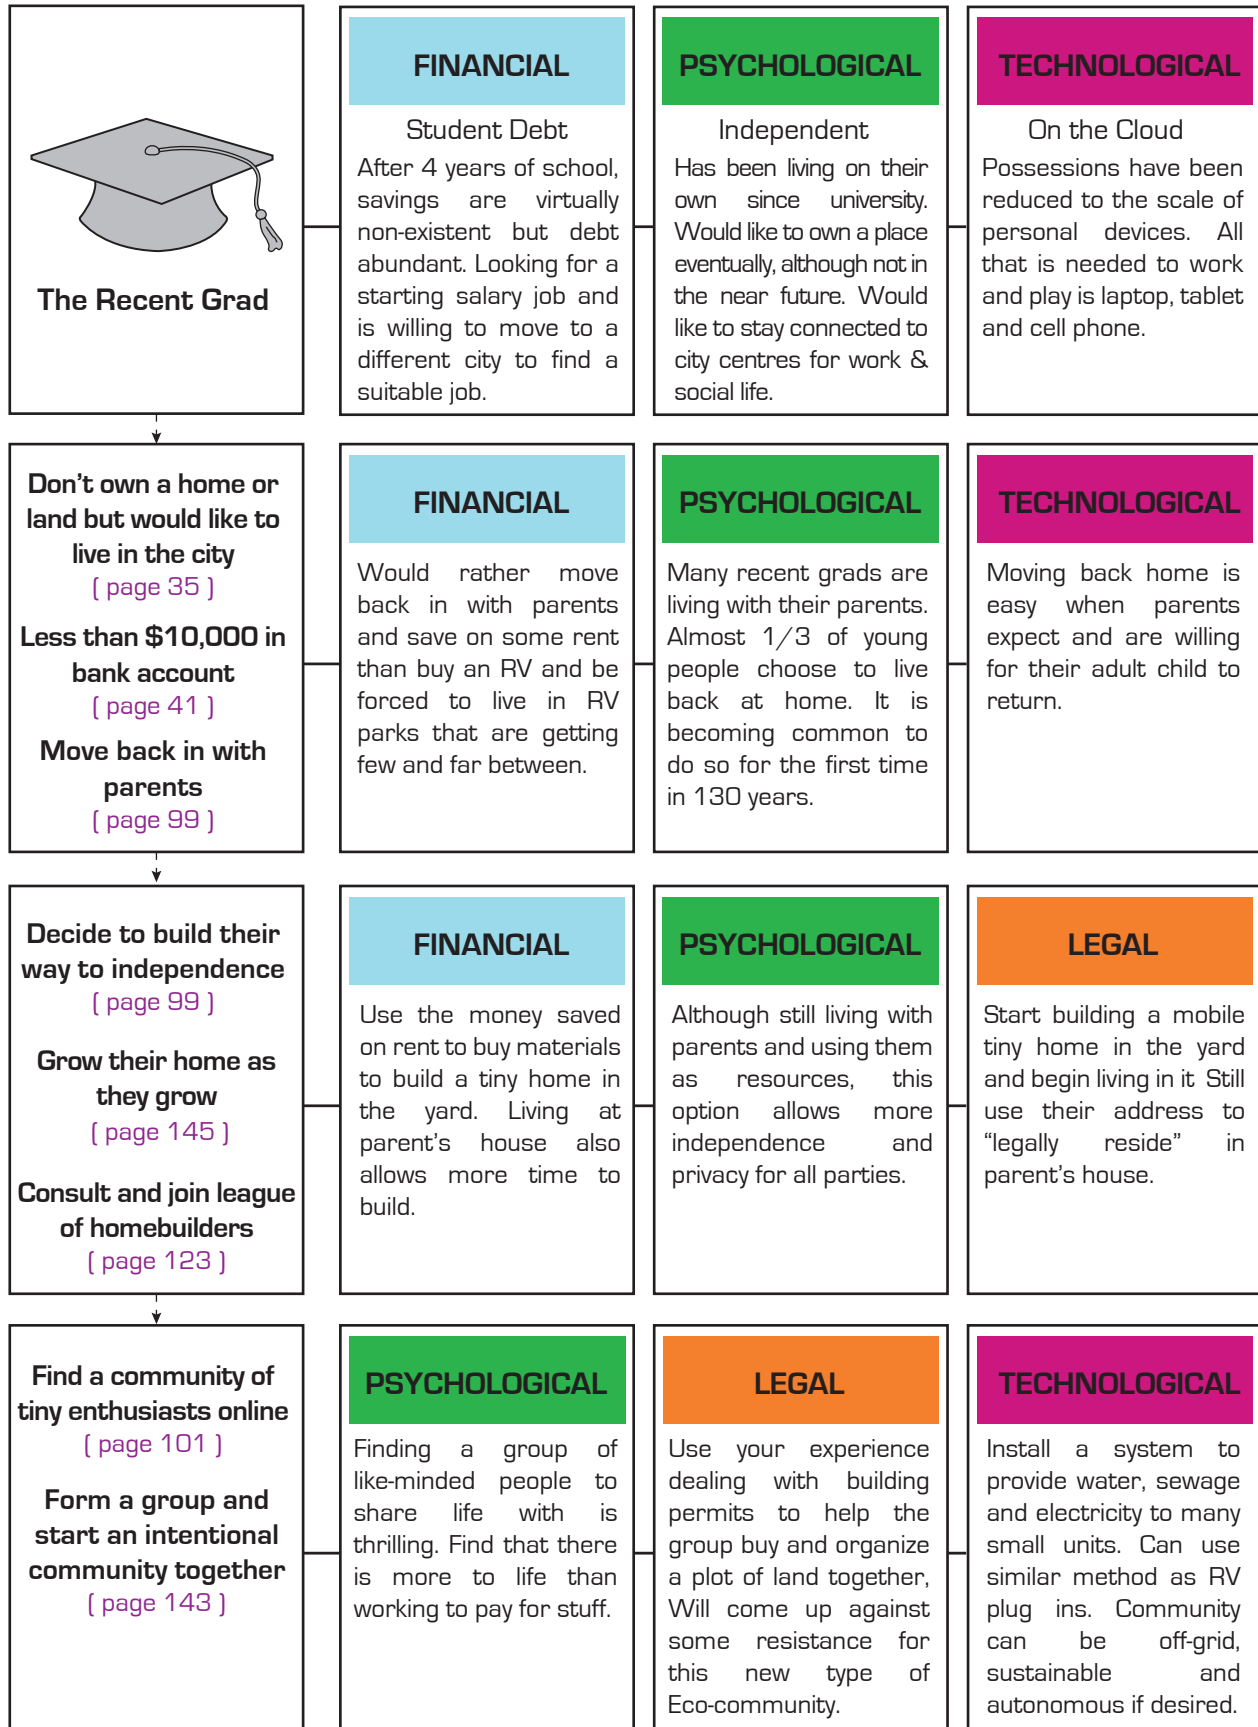 The Recent Grad
FINANCIAL
Student Debt
After 4 years of school,
savings are virtually
non-existent but debt
abundant. Looking for a
starting salary job and
is willing to move to a
different city to find a
suitable job.
PSYCHOLOGICAL
Independent
Has been living on their
own since university.
Would like to own a place
eventually, although not in
the near future. Would
like to stay connected to
city centres for work &
social life.
TECHNOLOGICAL
On the Cloud
Possessions have been
reduced to the scale of
personal devices. All
that is needed to work
and play is laptop, tablet
and cell phone.
Don't own a home or
land but would like to
live in the city
( page 35 )
Less than $10,000 in
bank account
( page 41 )
Move back in with
parents
( page 99 )
FINANCIAL
Would rather move
back in with parents
and save on some rent
than buy an RV and be
forced to live in RV
parks that are getting
few and far between.
PSYCHOLOGICAL
Many recent grads are
living with their parents.
Almost 1/3 of young
people choose to live
back at home. It is
becoming common to
do so for the first time
in 130 years.
TECHNOLOGICAL
Moving back home is
easy when parents
expect and are willing
for their adult child to
return.
Decide to build their
way to independence
( page 99 )
Grow their home as
they grow
( page 145 )
Consult and join league
of homebuilders
( page 123 )
FINANCIAL
Use the money saved
on rent to buy materials
to build a tiny home in
the yard. Living at
parent's house also
allows more time to
build.
PSYCHOLOGICAL
Although still living with
parents and using them
as resources, this
option allows more
independence and
privacy for all parties.
LEGAL
Start building a mobile
tiny home in the yard
and begin living in it Still
use their address to
"legally reside" in
parent's house.
Find a community of
tiny enthusiasts online
( page 101 )
Form a group and
start an intentional
community together
( page 143 )
PSYCHOLOGICAL
Finding a group of
like-minded people to
share life with is
thrilling. Find that there
is more to life than
working to pay for stuff.
LEGAL
Use your experience
dealing with building
permits to help the
group buy and organize
a plot of land together,
Will come up against
some resistance for
this new type of
Eco-community.
TECHNOLOGICAL
Install a system to
provide water, sewage
and electricity to many
small units. Can use
similar method as RV
plug ins. Community
can be off-grid,
sustainable and
autonomous if desired.